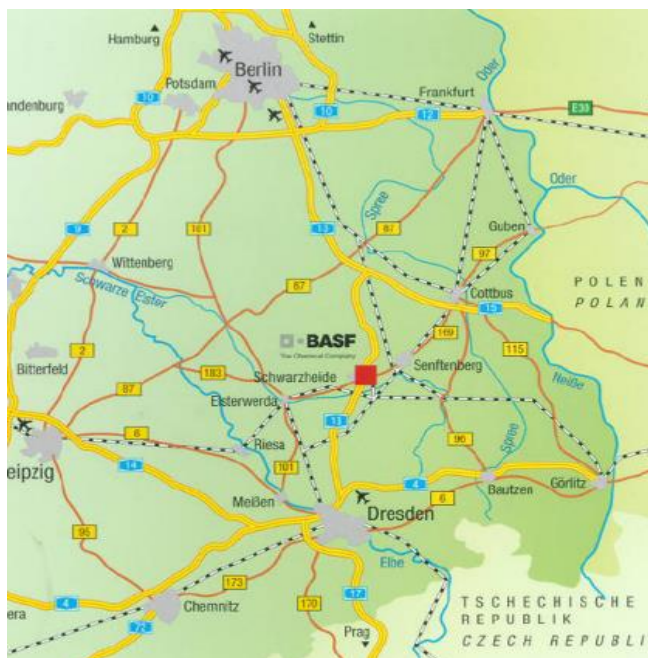 Hamburg
Stettin
Berlin
Potsdam
Frankfurt
Oder
andenburg
10
10
12
E30
9
2
101
13
Spree
87
Guben
Oder
97
Wittenberg
87
Schwarze Elster
Cottbus
15
POLEN
POLAN
BASF
The Chemical Company
169
115
Bitterfeld
2
183
Schwarzheide
Senftenberg
Neiße
87
Elsterwerda
6
13
Riesa
96
Spree
eipzig
14
101
4
Bautzen
Görlitz
Meißen
6
Dresden
95
Elbe
4
173
Chemnitz
17
170
72
era
Prag
TSCHECHISCHE
REPUBLIK
CZECH REPUBLI